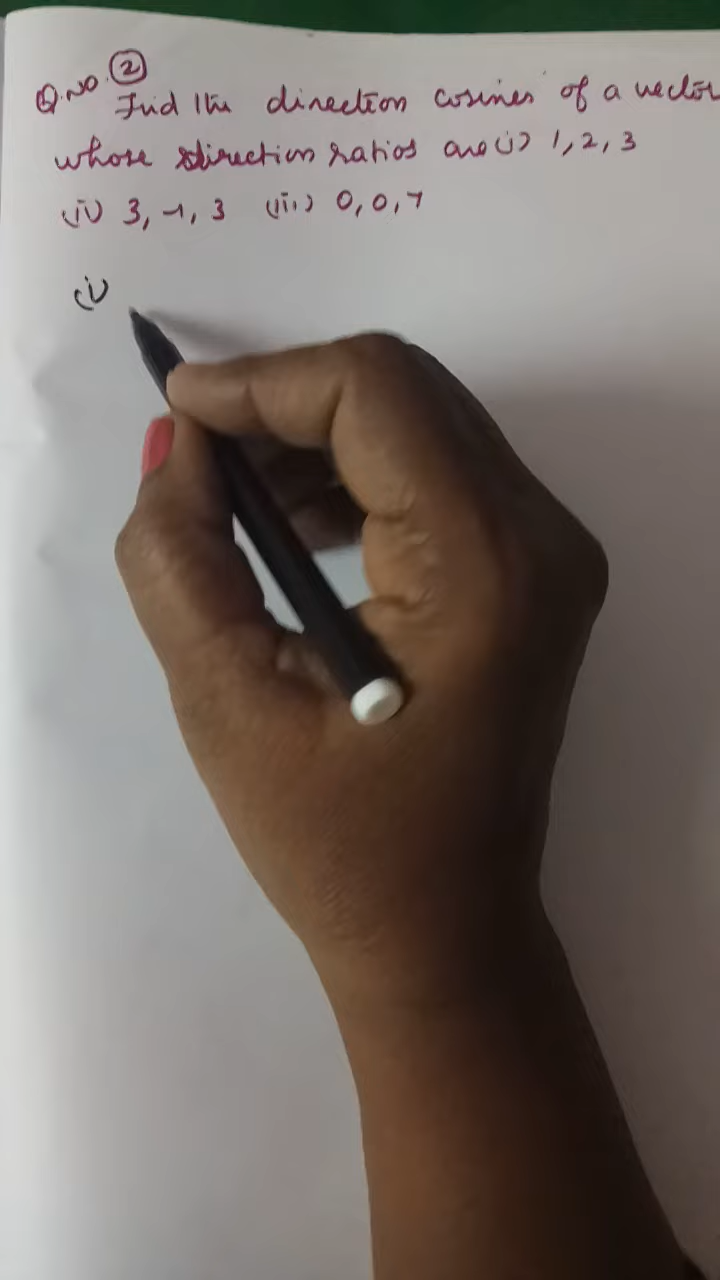 Q.No. 2
Find the direction cosines of a vector
whose direction ratios are (i) 1, 2, 3
(ii) 3, -1, 3 (iii) 0, 0, 7
(i)